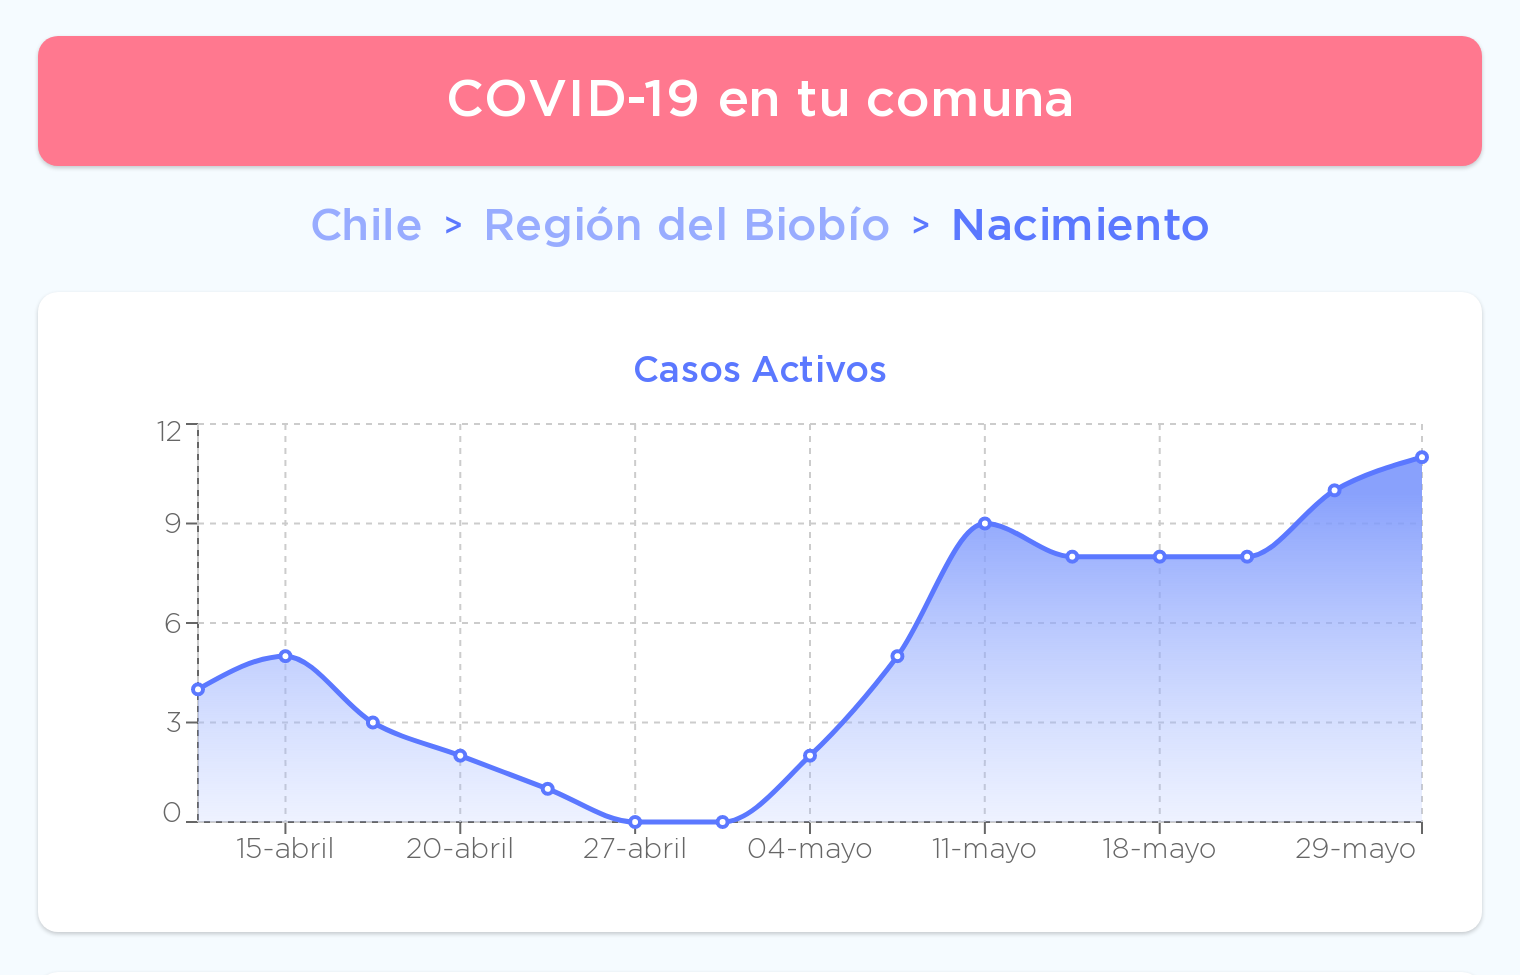 COVID-19 en tu comuna
Chile > Región del Biobío > Nacimiento
Casos Activos
12
9
6
3
0
15-abril 20-abril 27-abril 04-mayo 11-mayo 18-mayo 29-mayo